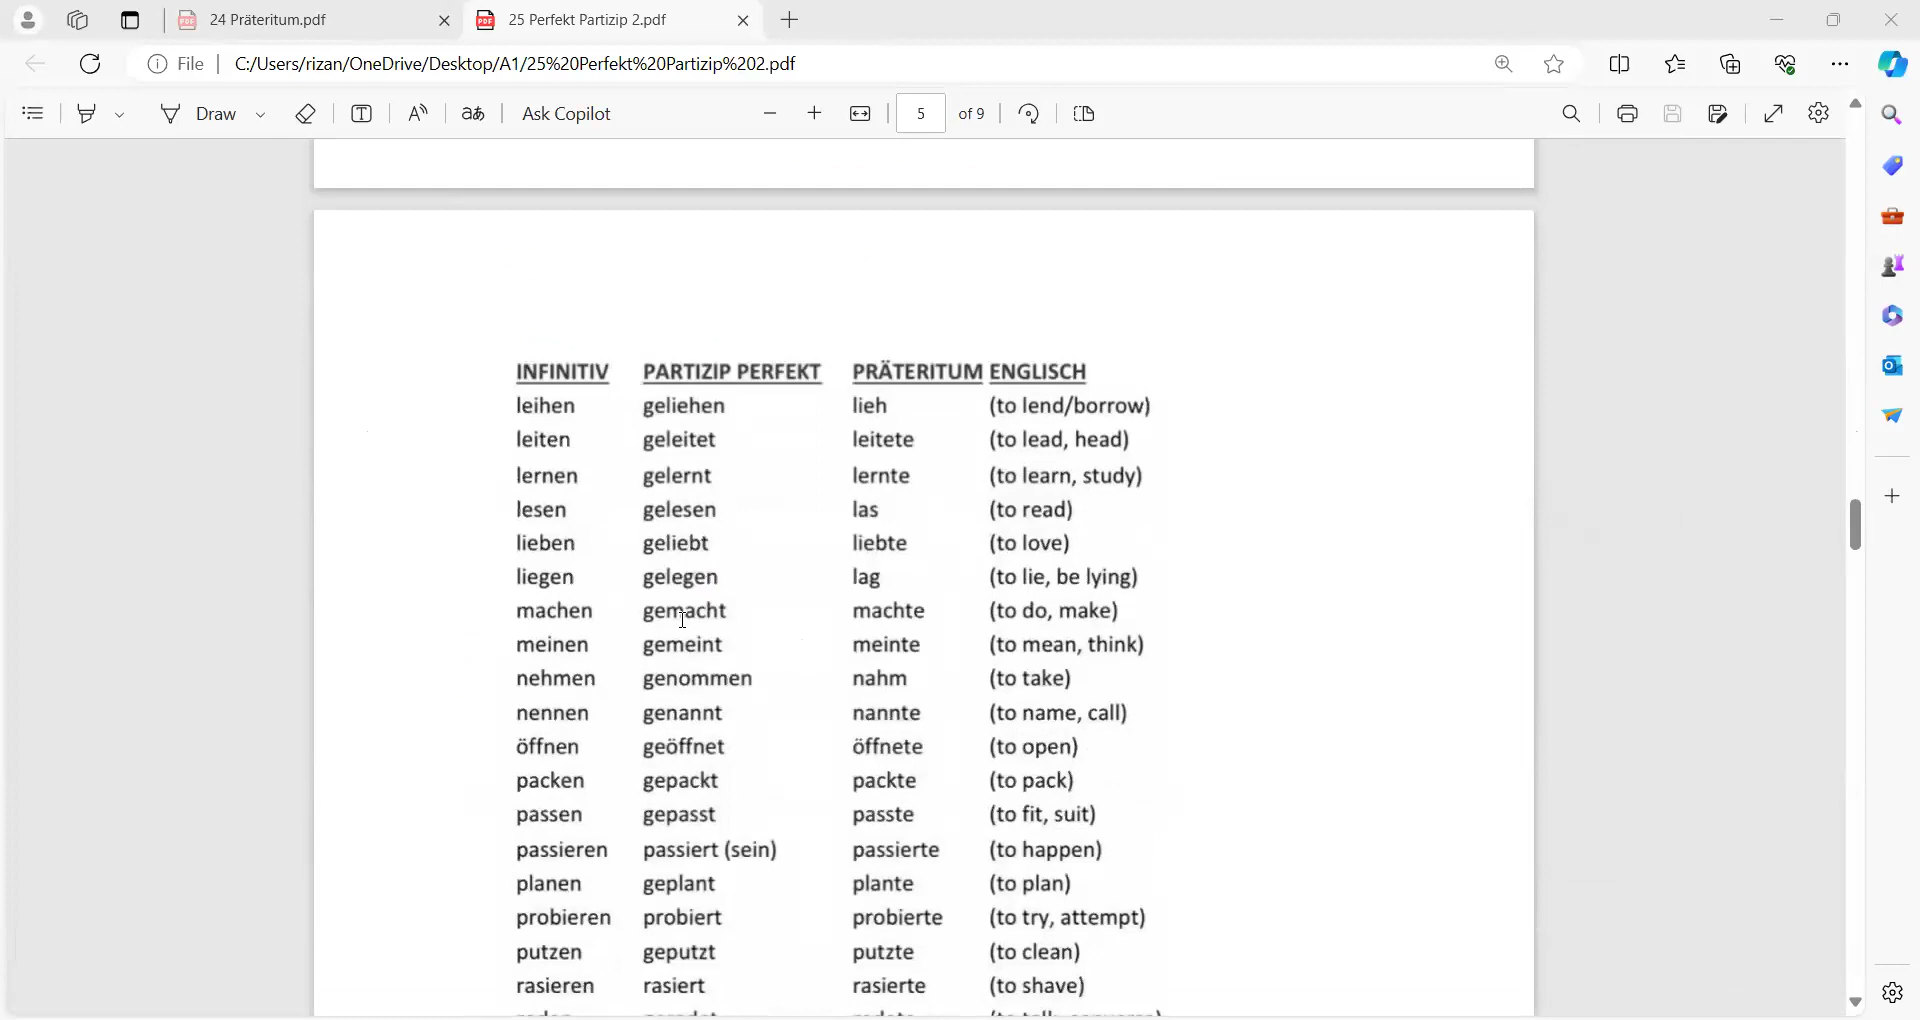 24 Präteritum.pdf
25 Perfekt Partizip 2.pdf
File
C:/Users/rizan/OneDrive/Desktop/A1/25%20Perfekt%20Partizip%202.pdf
Draw
aあ
Ask Copilot
5 of 9
INFINITIV PARTIZIP PERFEKT PRÄTERITUM ENGLISCH
leihen geliehen lieh (to lend/borrow)
leiten geleitet leitete (to lead, head)
lernen gelernt lernte (to learn, study)
lesen gelesen las (to read)
lieben geliebt liebte (to love)
liegen gelegen lag (to lie, be lying)
machen gemacht machte (to do, make)
meinen gemeint meinte (to mean, think)
nehmen genommen nahm (to take)
nennen genannt nannte (to name, call)
öffnen geöffnet öffnete (to open)
packen gepackt packte (to pack)
passen gepasst passte (to fit, suit)
passieren passiert (sein) passierte (to happen)
planen geplant plante (to plan)
probieren probiert probierte (to try, attempt)
putzen geputzt putzte (to clean)
rasieren rasiert rasierte (to shave)